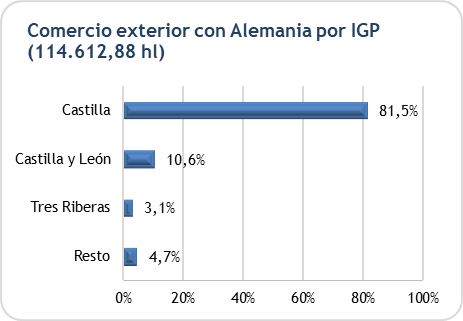 Comercio exterior con Alemania por IGP
(114.612,88 hl)
Castilla 81,5%
Castilla y León 10,6%
Tres Riberas 3,1%
Resto 4,7%
0% 20% 40% 60% 80% 100%